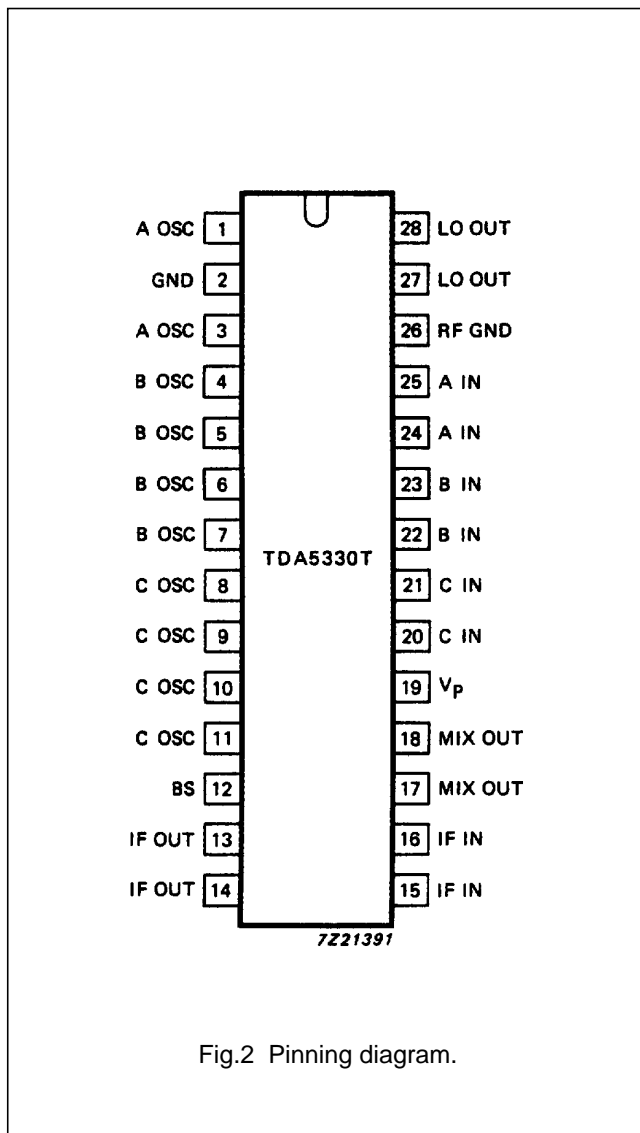 A OSC 1 28 LO OUT
GND 2 27 LO OUT
A OSC 3 26 RF GND
B OSC 4 25 A IN
B OSC 5 24 A IN
B OSC 6 23 B IN
B OSC 7 22 B IN
TDA5330T
C OSC 8 21 C IN
C OSC 9 20 C IN
C OSC 10 19 Vp
C OSC 11 18 MIX OUT
BS 12 17 MIX OUT
IF OUT 13 16 IF IN
IF OUT 14 15 IF IN
7Z21391
Fig.2 Pinning diagram.